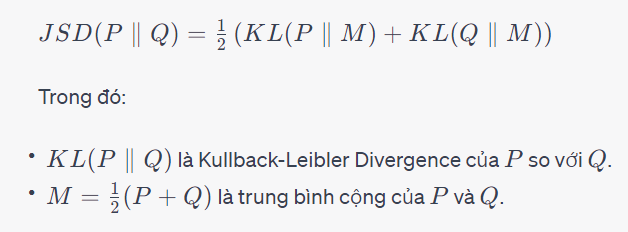 JSD(P ∥ Q) = ½ (KL(P ∥ M) + KL(Q ∥ M))
Trong đó:
• KL(P ∥ Q) là Kullback-Leibler Divergence của P so với Q.
• M = ½(P + Q) là trung bình cộng của P và Q.